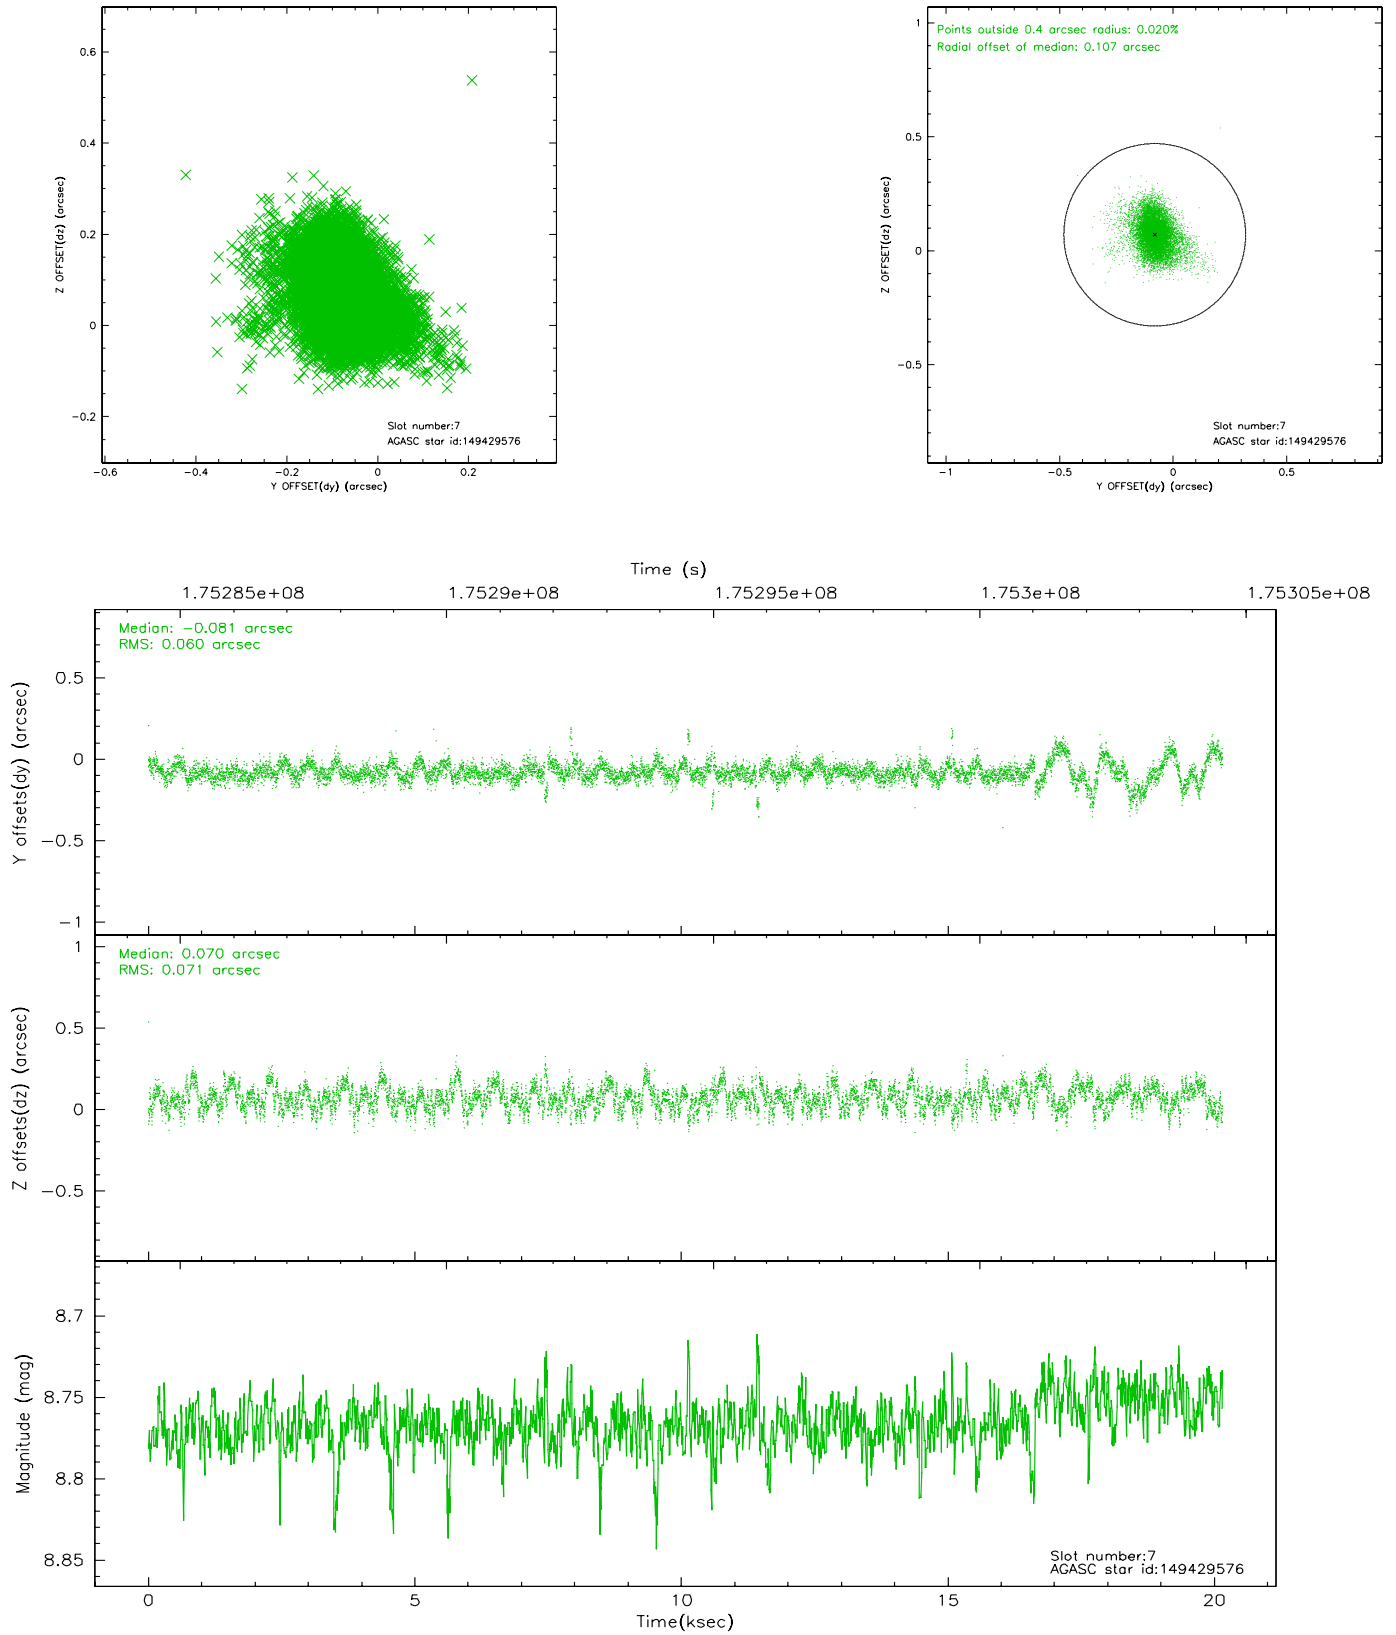 0.6
0.4
0.2
0
−0.2
Z OFFSET(dz) (arcsec)
Slot number:7
AGASC star id:149429576
−0.6 −0.4 −0.2 0 0.2
Y OFFSET(dy) (arcsec)
Points outside 0.4 arcsec radius: 0.020%
Radial offset of median: 0.107 arcsec
1
0.5
0
−0.5
Z OFFSET(dz) (arcsec)
Slot number:7
AGASC star id:149429576
−1 −0.5 0 0.5
Y OFFSET(dy) (arcsec)
Time (s)
1.75285e+08 1.7529e+08 1.75295e+08 1.753e+08 1.75305e+08
Median: −0.081 arcsec
RMS: 0.060 arcsec
0.5
0
−0.5
−1
Y offsets(dy) (arcsec)
Median: 0.070 arcsec
RMS: 0.071 arcsec
1
0.5
0
−0.5
Z offsets(dz) (arcsec)
8.7
8.75
8.8
8.85
Magnitude (mag)
Slot number:7
AGASC star id:149429576
0 5 10 15 20
Time(ksec)